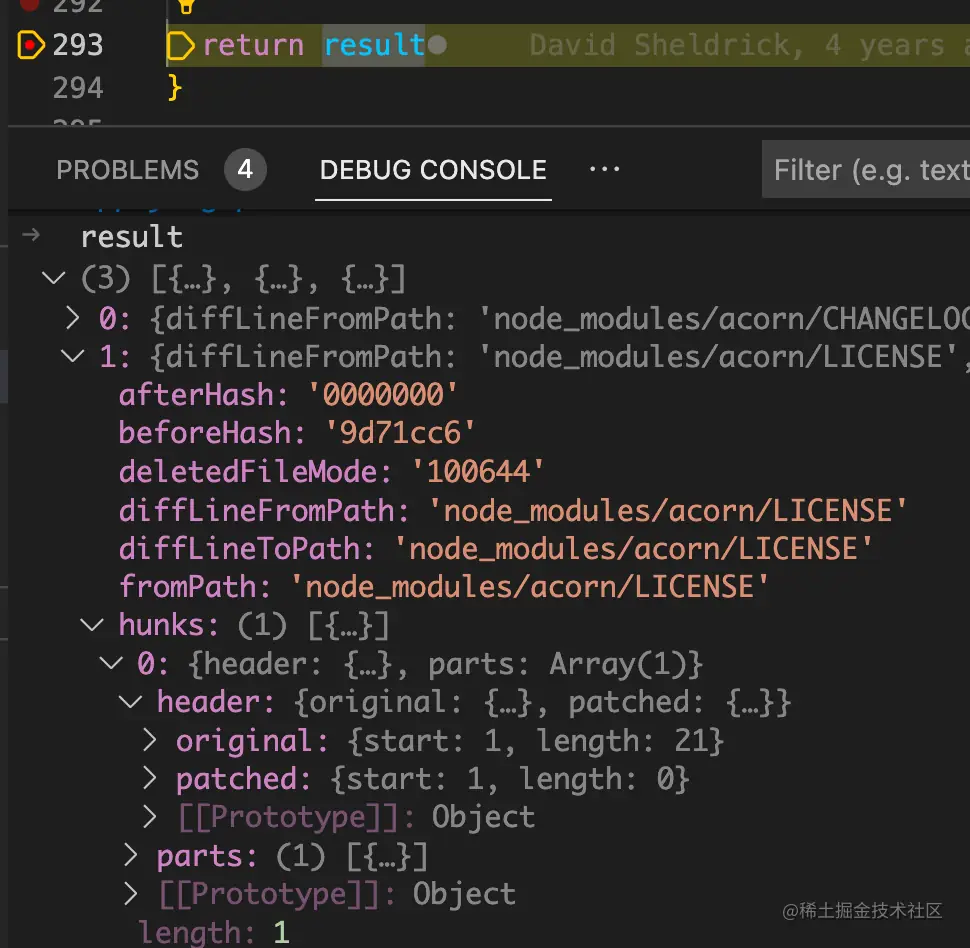 292
293 return result David Sheldrick, 4 years a
294 }
295
PROBLEMS 4 DEBUG CONSOLE ··· Filter (e.g. text
→ result
(3) [{…}, {…}, {…}]
0: {diffLineFromPath: 'node_modules/acorn/CHANGELOG
1: {diffLineFromPath: 'node_modules/acorn/LICENSE',
afterHash: '0000000'
beforeHash: '9d71cc6'
deletedFileMode: '100644'
diffLineFromPath: 'node_modules/acorn/LICENSE'
diffLineToPath: 'node_modules/acorn/LICENSE'
fromPath: 'node_modules/acorn/LICENSE'
hunks: (1) [{…}]
0: {header: {…}, parts: Array(1)}
header: {original: {…}, patched: {…}}
original: {start: 1, length: 21}
patched: {start: 1, length: 0}
[[Prototype]]: Object
parts: (1) [{…}]
[[Prototype]]: Object
length: 1
@稀土掘金技术社区